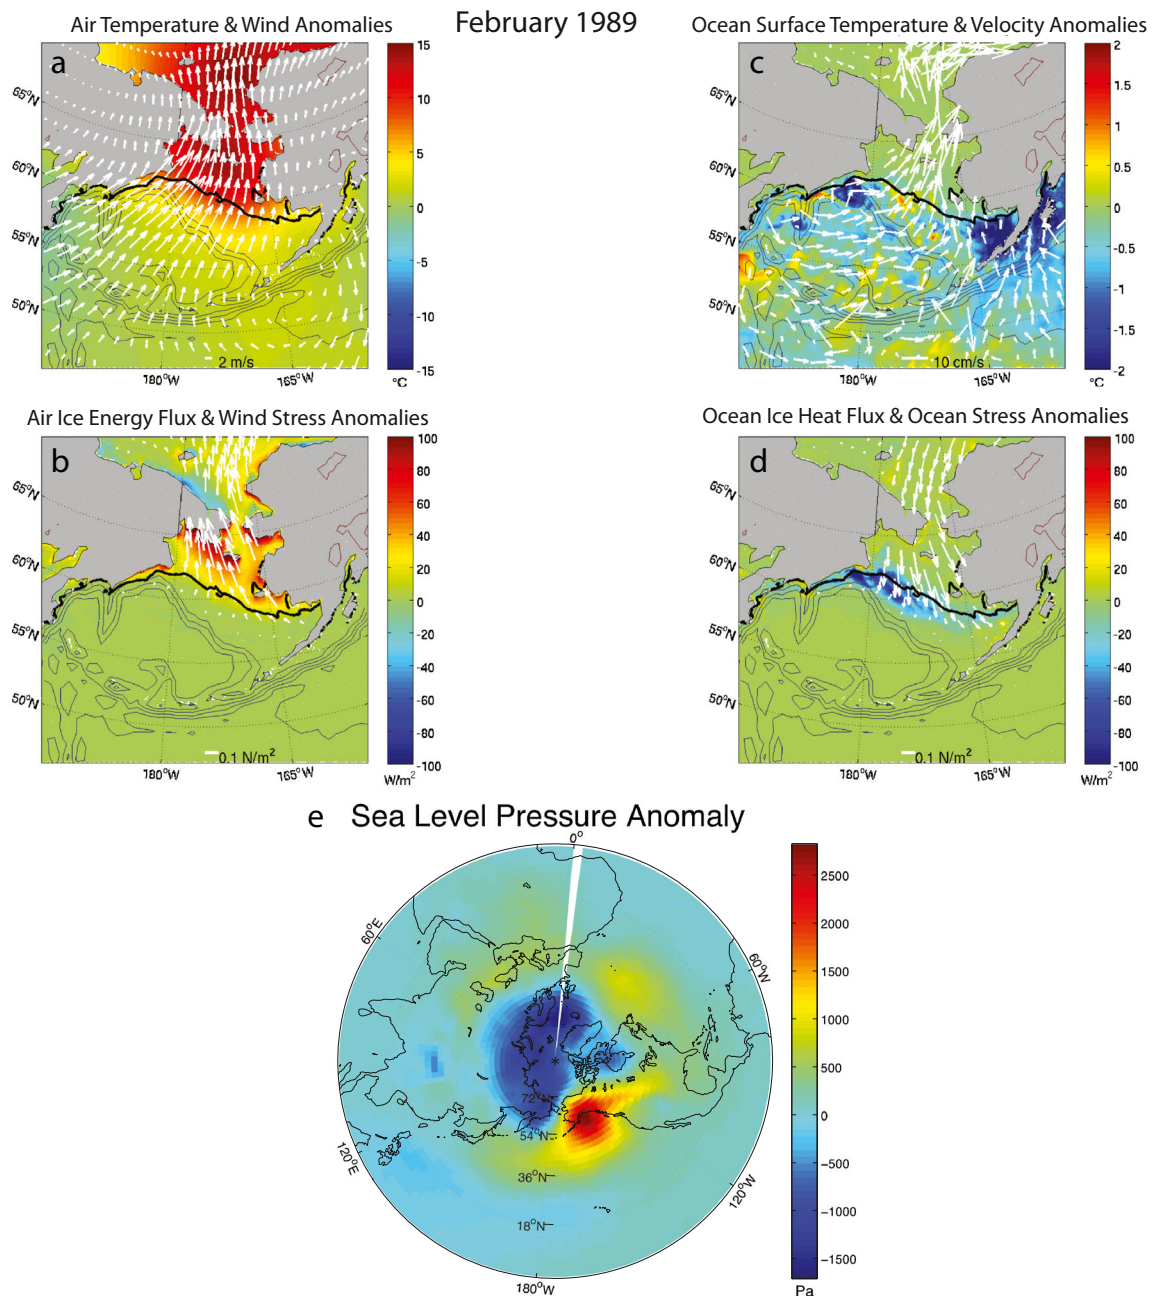 February 1989
Air Temperature & Wind Anomalies
a
65°N
60°N
55°N
50°N
180°W
165°W
2 m/s
15
10
5
0
-5
-10
-15
°C
Ocean Surface Temperature & Velocity Anomalies
c
65°N
60°N
55°N
50°N
180°W
165°W
10 cm/s
2
1.5
1
0.5
0
-0.5
-1
-1.5
-2
°C
Air Ice Energy Flux & Wind Stress Anomalies
b
65°N
60°N
55°N
50°N
180°W
165°W
0.1 N/m²
100
80
60
40
20
0
-20
-40
-60
-80
-100
W/m²
Ocean Ice Heat Flux & Ocean Stress Anomalies
d
65°N
60°N
55°N
50°N
180°W
165°W
0.1 N/m²
100
80
60
40
20
0
-20
-40
-60
-80
-100
W/m²
e Sea Level Pressure Anomaly
0°
60°E
60°W
72°N
54°N
36°N
18°N
120°E
120°W
180°W
2500
2000
1500
1000
500
0
−500
−1000
−1500
Pa